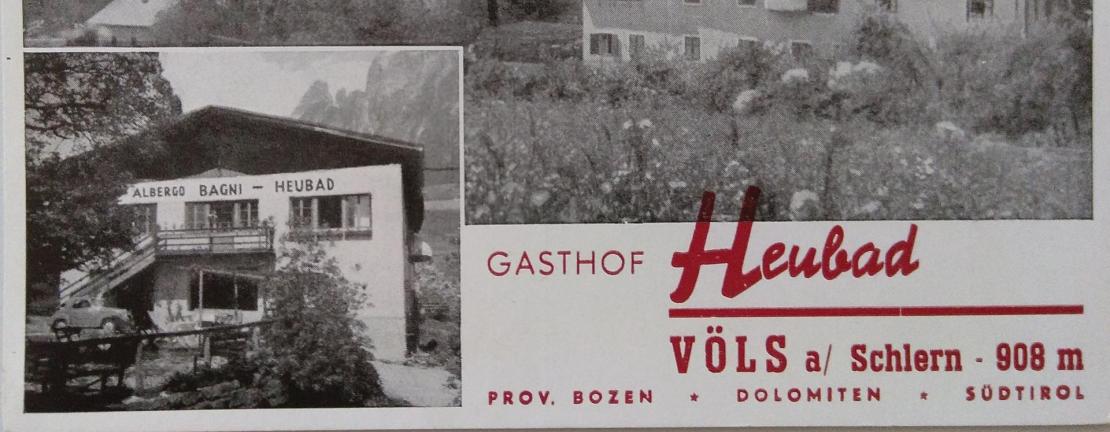 ALBERGO BAGNI — HEUBAD
GASTHOF Heubad
VÖLS a/ Schlern - 908 m
PROV. BOZEN * DOLOMITEN * SÜDTIROL